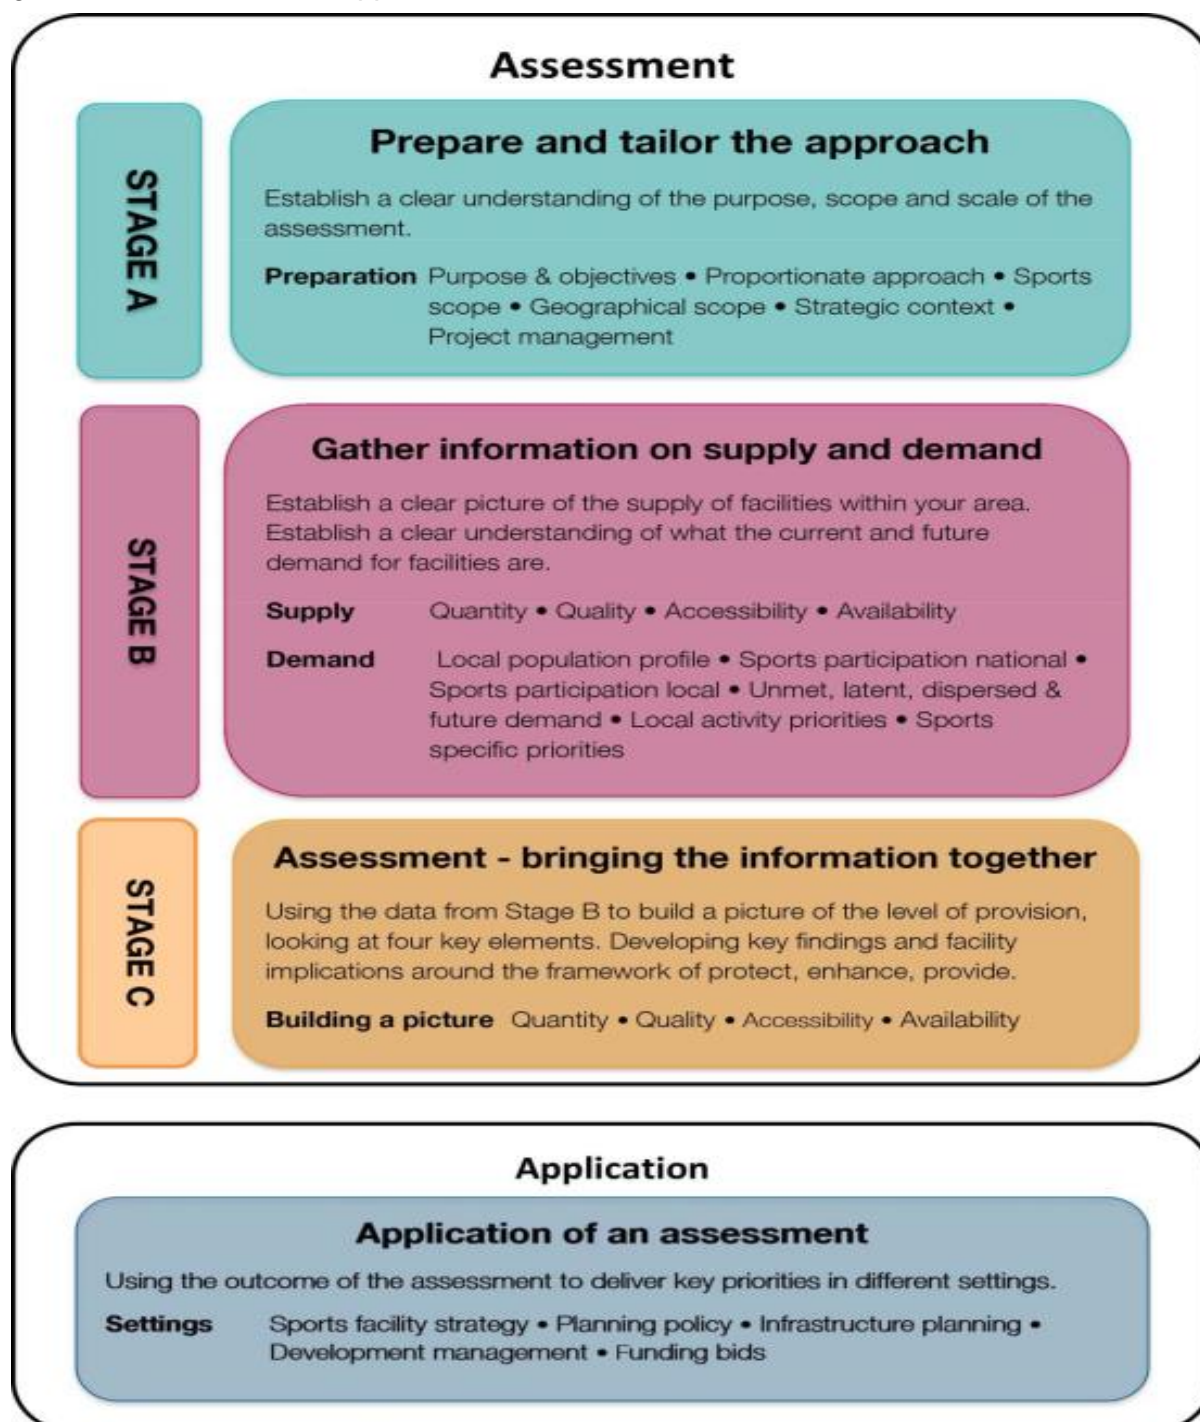 Assessment
STAGE A
Prepare and tailor the approach
Establish a clear understanding of the purpose, scope and scale of the
assessment.
Preparation Purpose & objectives • Proportionate approach • Sports
scope • Geographical scope • Strategic context •
Project management
STAGE B
Gather information on supply and demand
Establish a clear picture of the supply of facilities within your area.
Establish a clear understanding of what the current and future
demand for facilities are.
Supply Quantity • Quality • Accessibility • Availability
Demand Local population profile • Sports participation national •
Sports participation local • Unmet, latent, dispersed &
future demand • Local activity priorities • Sports
specific priorities
STAGE C
Assessment - bringing the information together
Using the data from Stage B to build a picture of the level of provision,
looking at four key elements. Developing key findings and facility
implications around the framework of protect, enhance, provide.
Building a picture Quantity • Quality • Accessibility • Availability
Application
Application of an assessment
Using the outcome of the assessment to deliver key priorities in different settings.
Settings Sports facility strategy • Planning policy • Infrastructure planning •
Development management • Funding bids